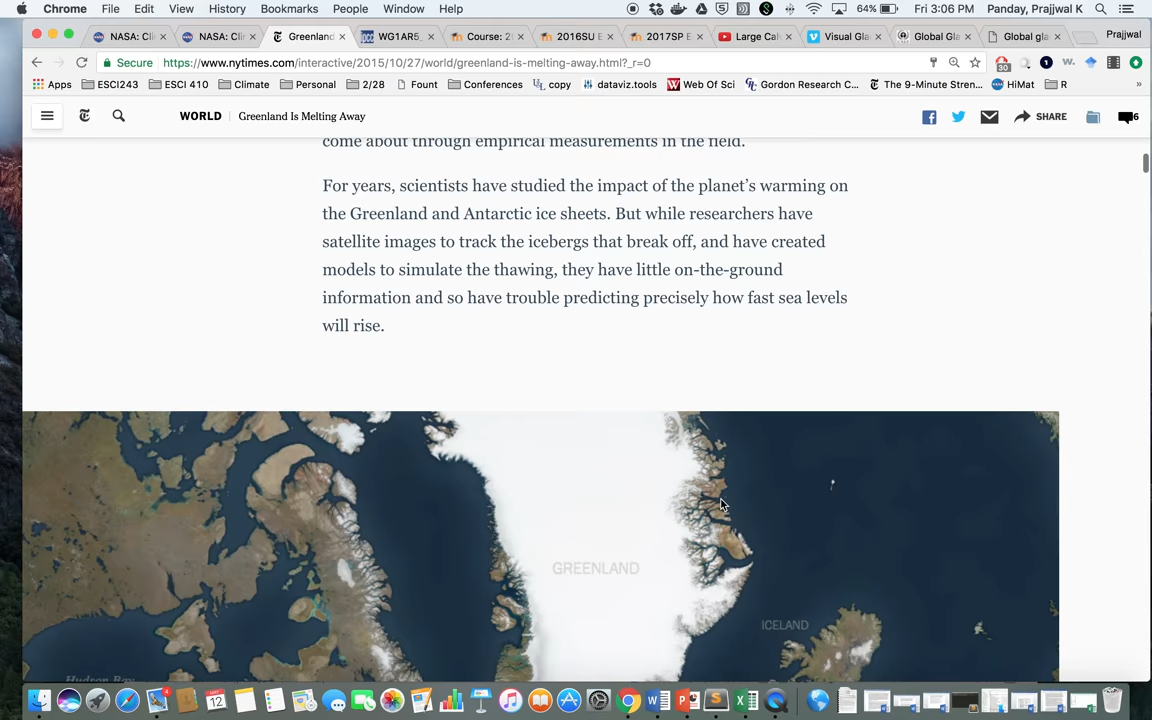 Chrome File Edit View History Bookmarks People Window Help 64% Fri 3:06 PM Panday, Prajjwal K
NASA: Cli NASA: Cli Greenland WG1AR5_ Course: 2 2016SU E 2017SP E Large Cal Visual Gla Global Gla Global gla Prajjwal
Secure https://www.nytimes.com/interactive/2015/10/27/world/greenland-is-melting-away.html?_r=0 30
Apps ESCI243 ESCI 410 Climate Personal 2/28 Fount Conferences copy dataviz.tools Web Of Sci Gordon Research C... The 9-Minute Stren... HiMat R »
WORLD Greenland Is Melting Away SHARE 6
come about through empirical measurements in the field.
For years, scientists have studied the impact of the planet's warming on
the Greenland and Antarctic ice sheets. But while researchers have
satellite images to track the icebergs that break off, and have created
models to simulate the thawing, they have little on-the-ground
information and so have trouble predicting precisely how fast sea levels
will rise.
GREENLAND
ICELAND
Hudson Bay
12